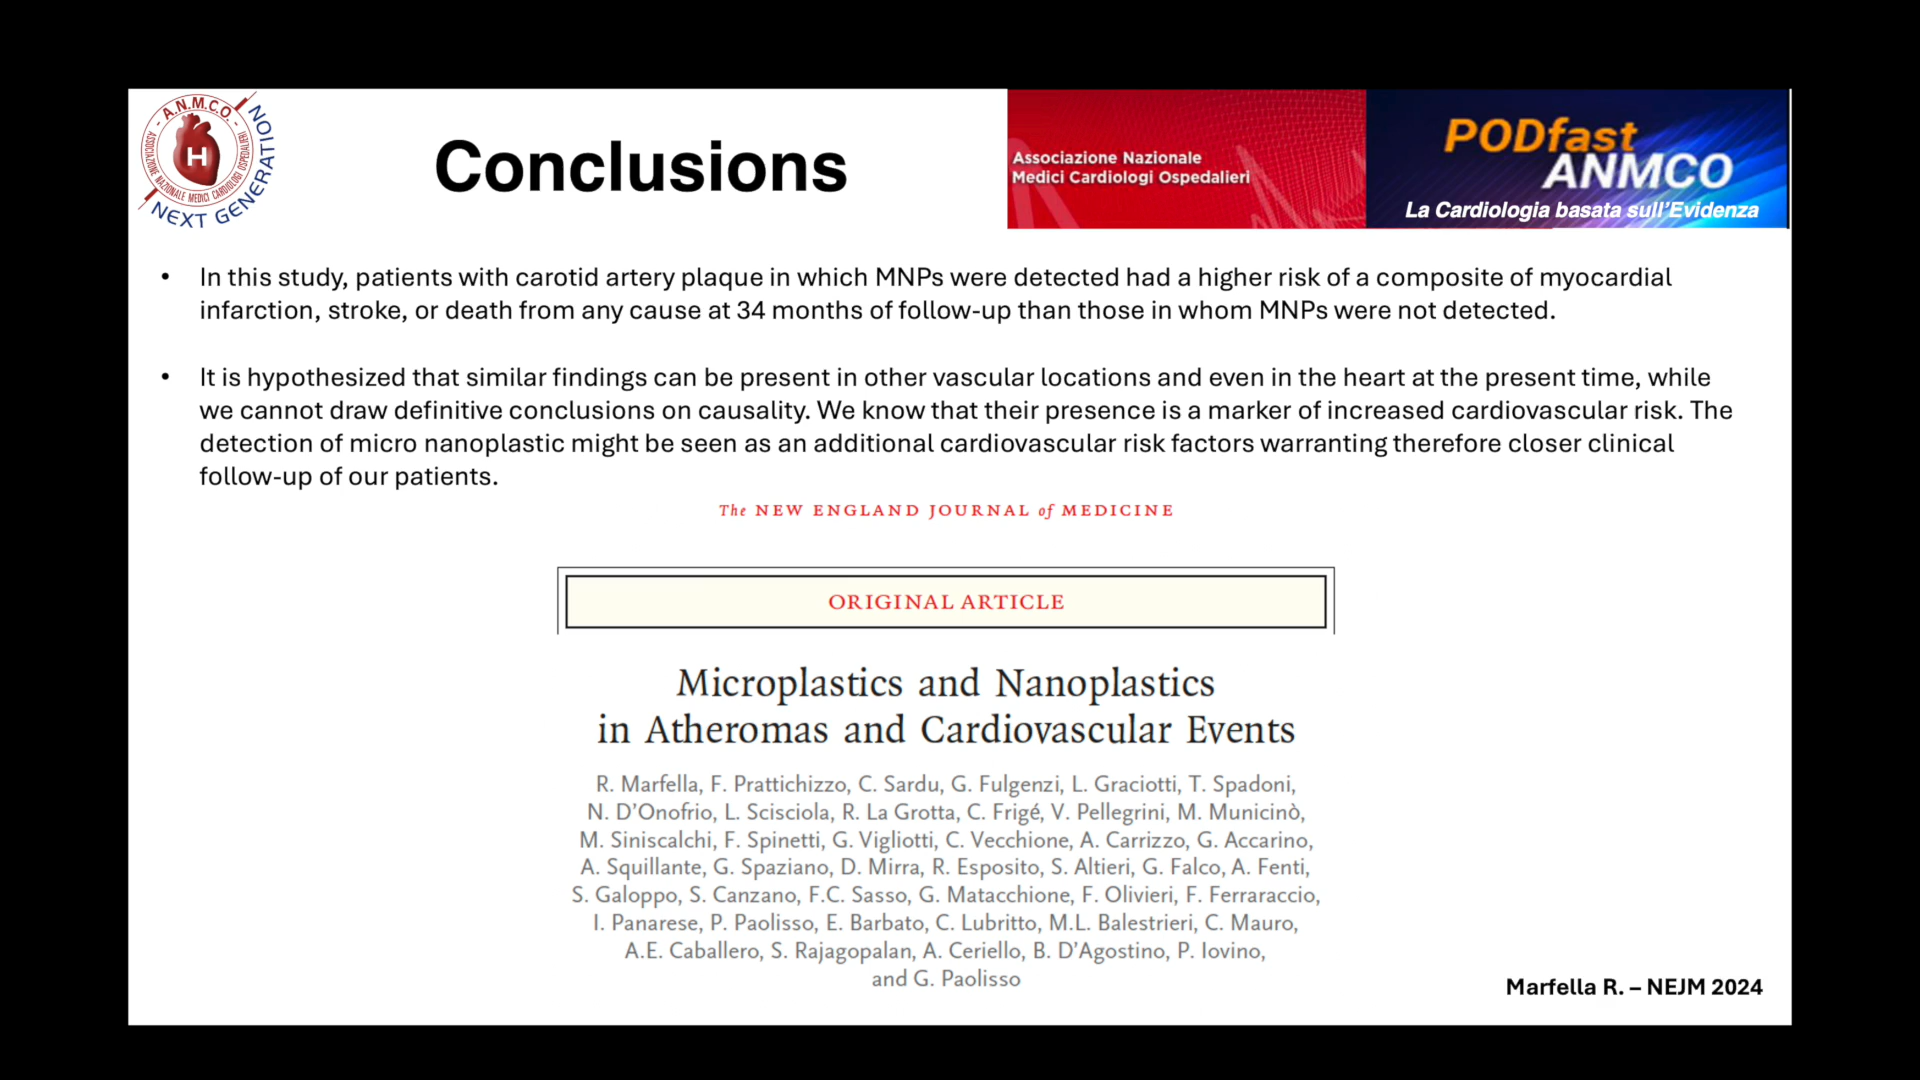 A.N.M.C.O.
ASSOCIAZIONE NAZIONALE MEDICI CARDIOLOGI OSPEDALIERI
H
NEXT GENERATION
Conclusions
Associazione Nazionale
Medici Cardiologi Ospedalieri
PODfast
ANMCO
La Cardiologia basata sull'Evidenza
• In this study, patients with carotid artery plaque in which MNPs were detected had a higher risk of a composite of myocardial
infarction, stroke, or death from any cause at 34 months of follow-up than those in whom MNPs were not detected.
• It is hypothesized that similar findings can be present in other vascular locations and even in the heart at the present time, while
we cannot draw definitive conclusions on causality. We know that their presence is a marker of increased cardiovascular risk. The
detection of micro nanoplastic might be seen as an additional cardiovascular risk factors warranting therefore closer clinical
follow-up of our patients.
The NEW ENGLAND JOURNAL of MEDICINE
ORIGINAL ARTICLE
Microplastics and Nanoplastics
in Atheromas and Cardiovascular Events
R. Marfella, F. Prattichizzo, C. Sardu, G. Fulgenzi, L. Graciotti, T. Spadoni,
N. D'Onofrio, L. Scisciola, R. La Grotta, C. Frigé, V. Pellegrini, M. Municinò,
M. Siniscalchi, F. Spinetti, G. Vigliotti, C. Vecchione, A. Carrizzo, G. Accarino,
A. Squillante, G. Spaziano, D. Mirra, R. Esposito, S. Altieri, G. Falco, A. Fenti,
S. Galoppo, S. Canzano, F.C. Sasso, G. Matacchione, F. Olivieri, F. Ferraraccio,
I. Panarese, P. Paolisso, E. Barbato, C. Lubritto, M.L. Balestrieri, C. Mauro,
A.E. Caballero, S. Rajagopalan, A. Ceriello, B. D'Agostino, P. Iovino,
and G. Paolisso
Marfella R. – NEJM 2024